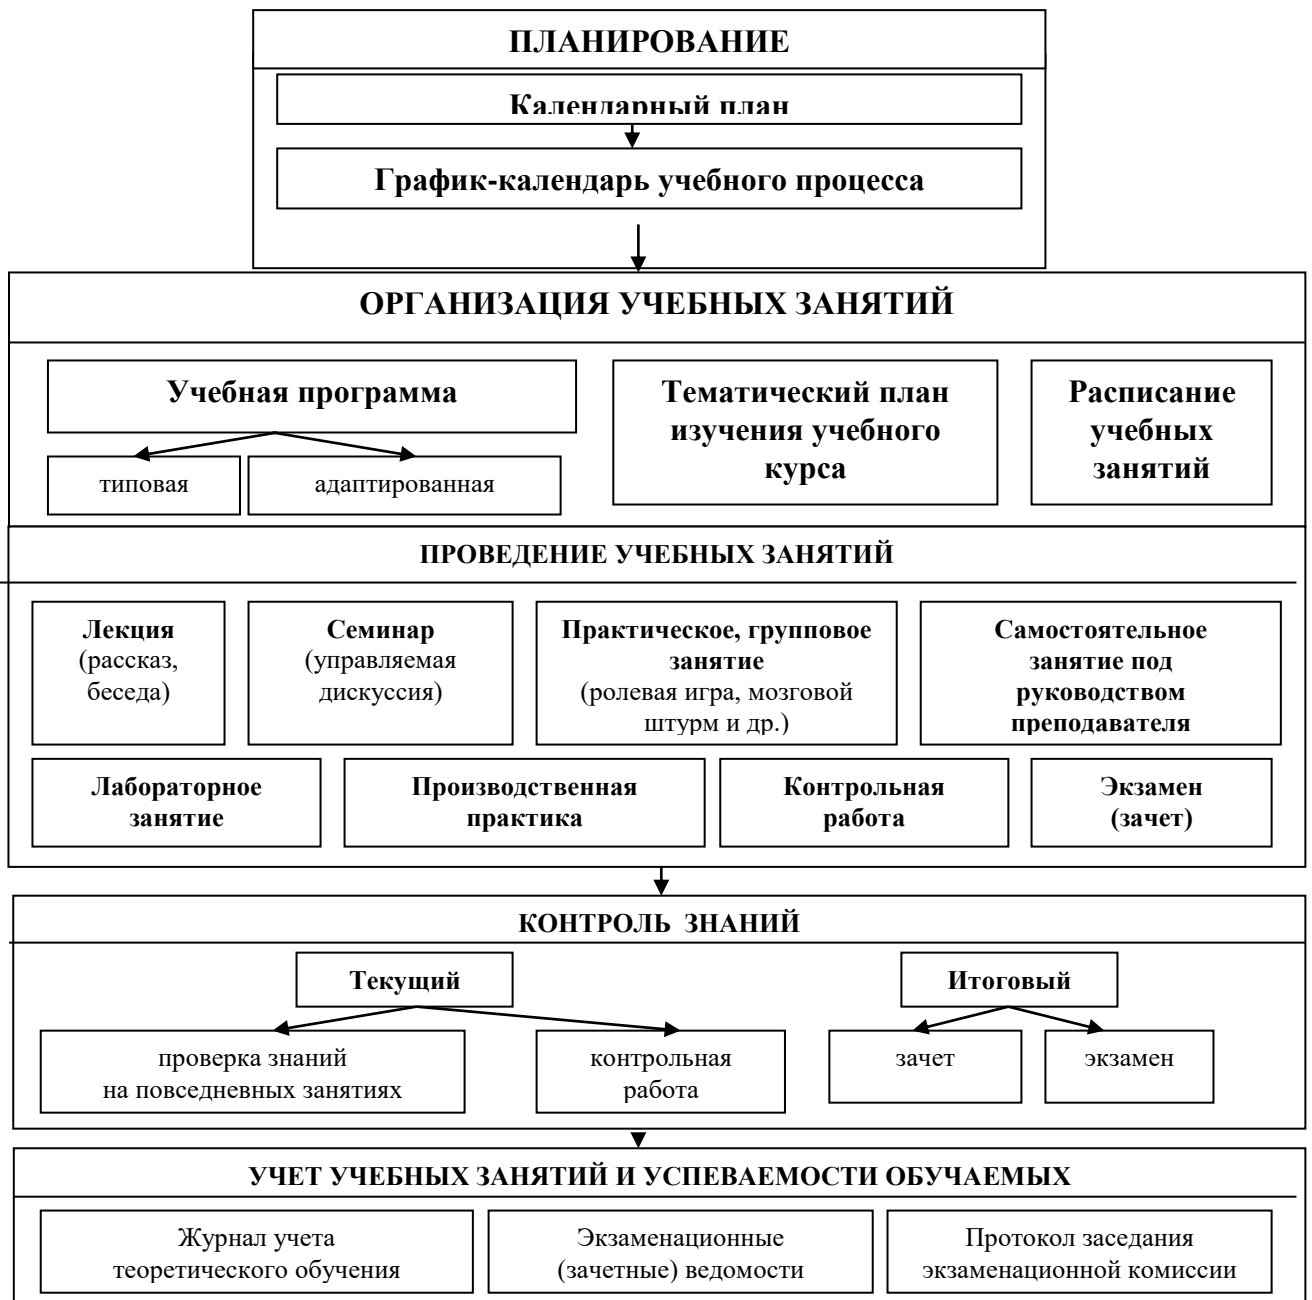 ПЛАНИРОВАНИЕ
Календарный план
График-календарь учебного процесса
ОРГАНИЗАЦИЯ УЧЕБНЫХ ЗАНЯТИЙ
Учебная программа
типовая
адаптированная
Тематический план
изучения учебного
курса
Расписание
учебных
занятий
ПРОВЕДЕНИЕ УЧЕБНЫХ ЗАНЯТИЙ
Лекция
(рассказ,
беседа)
Семинар
(управляемая
дискуссия)
Практическое, групповое
занятие
(ролевая игра, мозговой
штурм и др.)
Самостоятельное
занятие под
руководством
преподавателя
Лабораторное
занятие
Производственная
практика
Контрольная
работа
Экзамен
(зачет)
КОНТРОЛЬ ЗНАНИЙ
Текущий
проверка знаний
на повседневных занятиях
контрольная
работа
Итоговый
зачет
экзамен
УЧЕТ УЧЕБНЫХ ЗАНЯТИЙ И УСПЕВАЕМОСТИ ОБУЧАЕМЫХ
Журнал учета
теоретического обучения
Экзаменационные
(зачетные) ведомости
Протокол заседания
экзаменационной комиссии